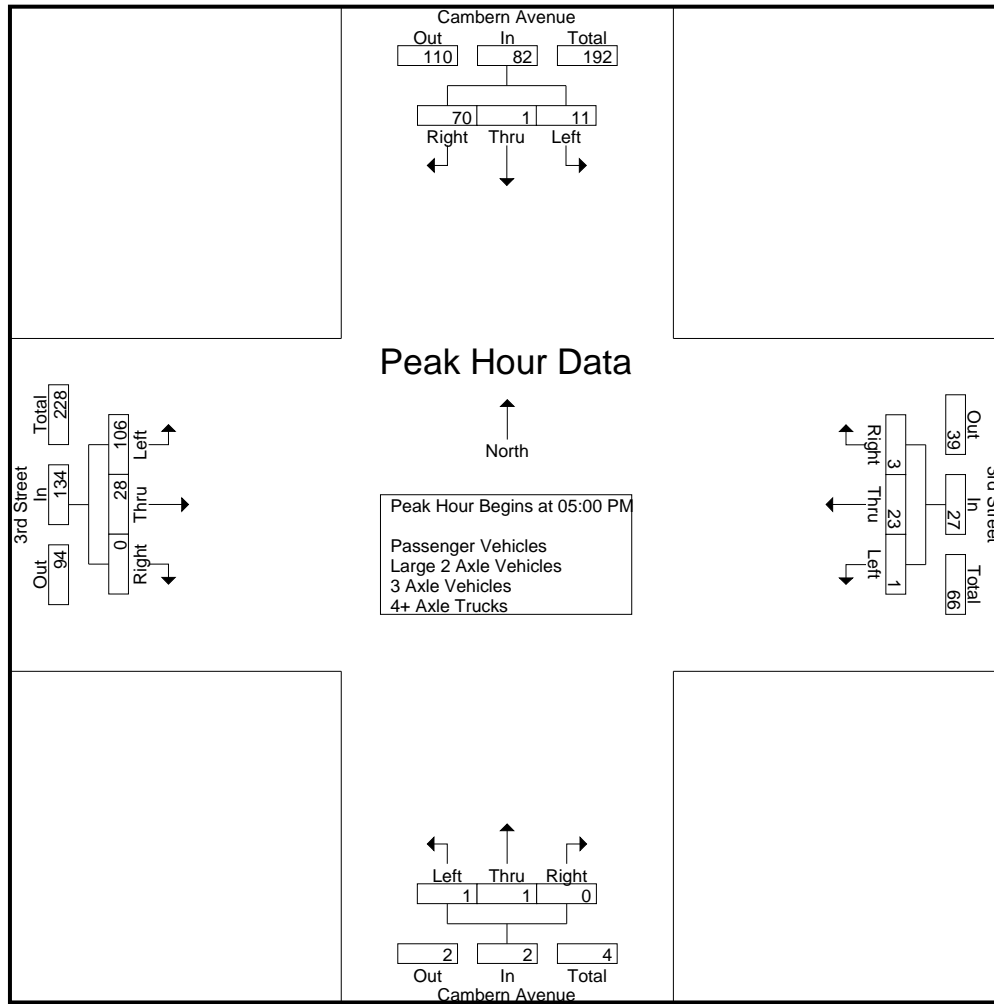 Cambern Avenue
Out In Total
110 82 192
70 1 11
Right Thru Left
Peak Hour Data
North
Peak Hour Begins at 05:00 PM
Passenger Vehicles
Large 2 Axle Vehicles
3 Axle Vehicles
4+ Axle Trucks
3rd Street
Out In Total
94 134 228
Right Thru Left
0 28 106
3rd Street
Out In Total
39 27 66
Right Thru Left
3 23 1
Left Thru Right
1 1 0
2 2 4
Out In Total
Cambern Avenue